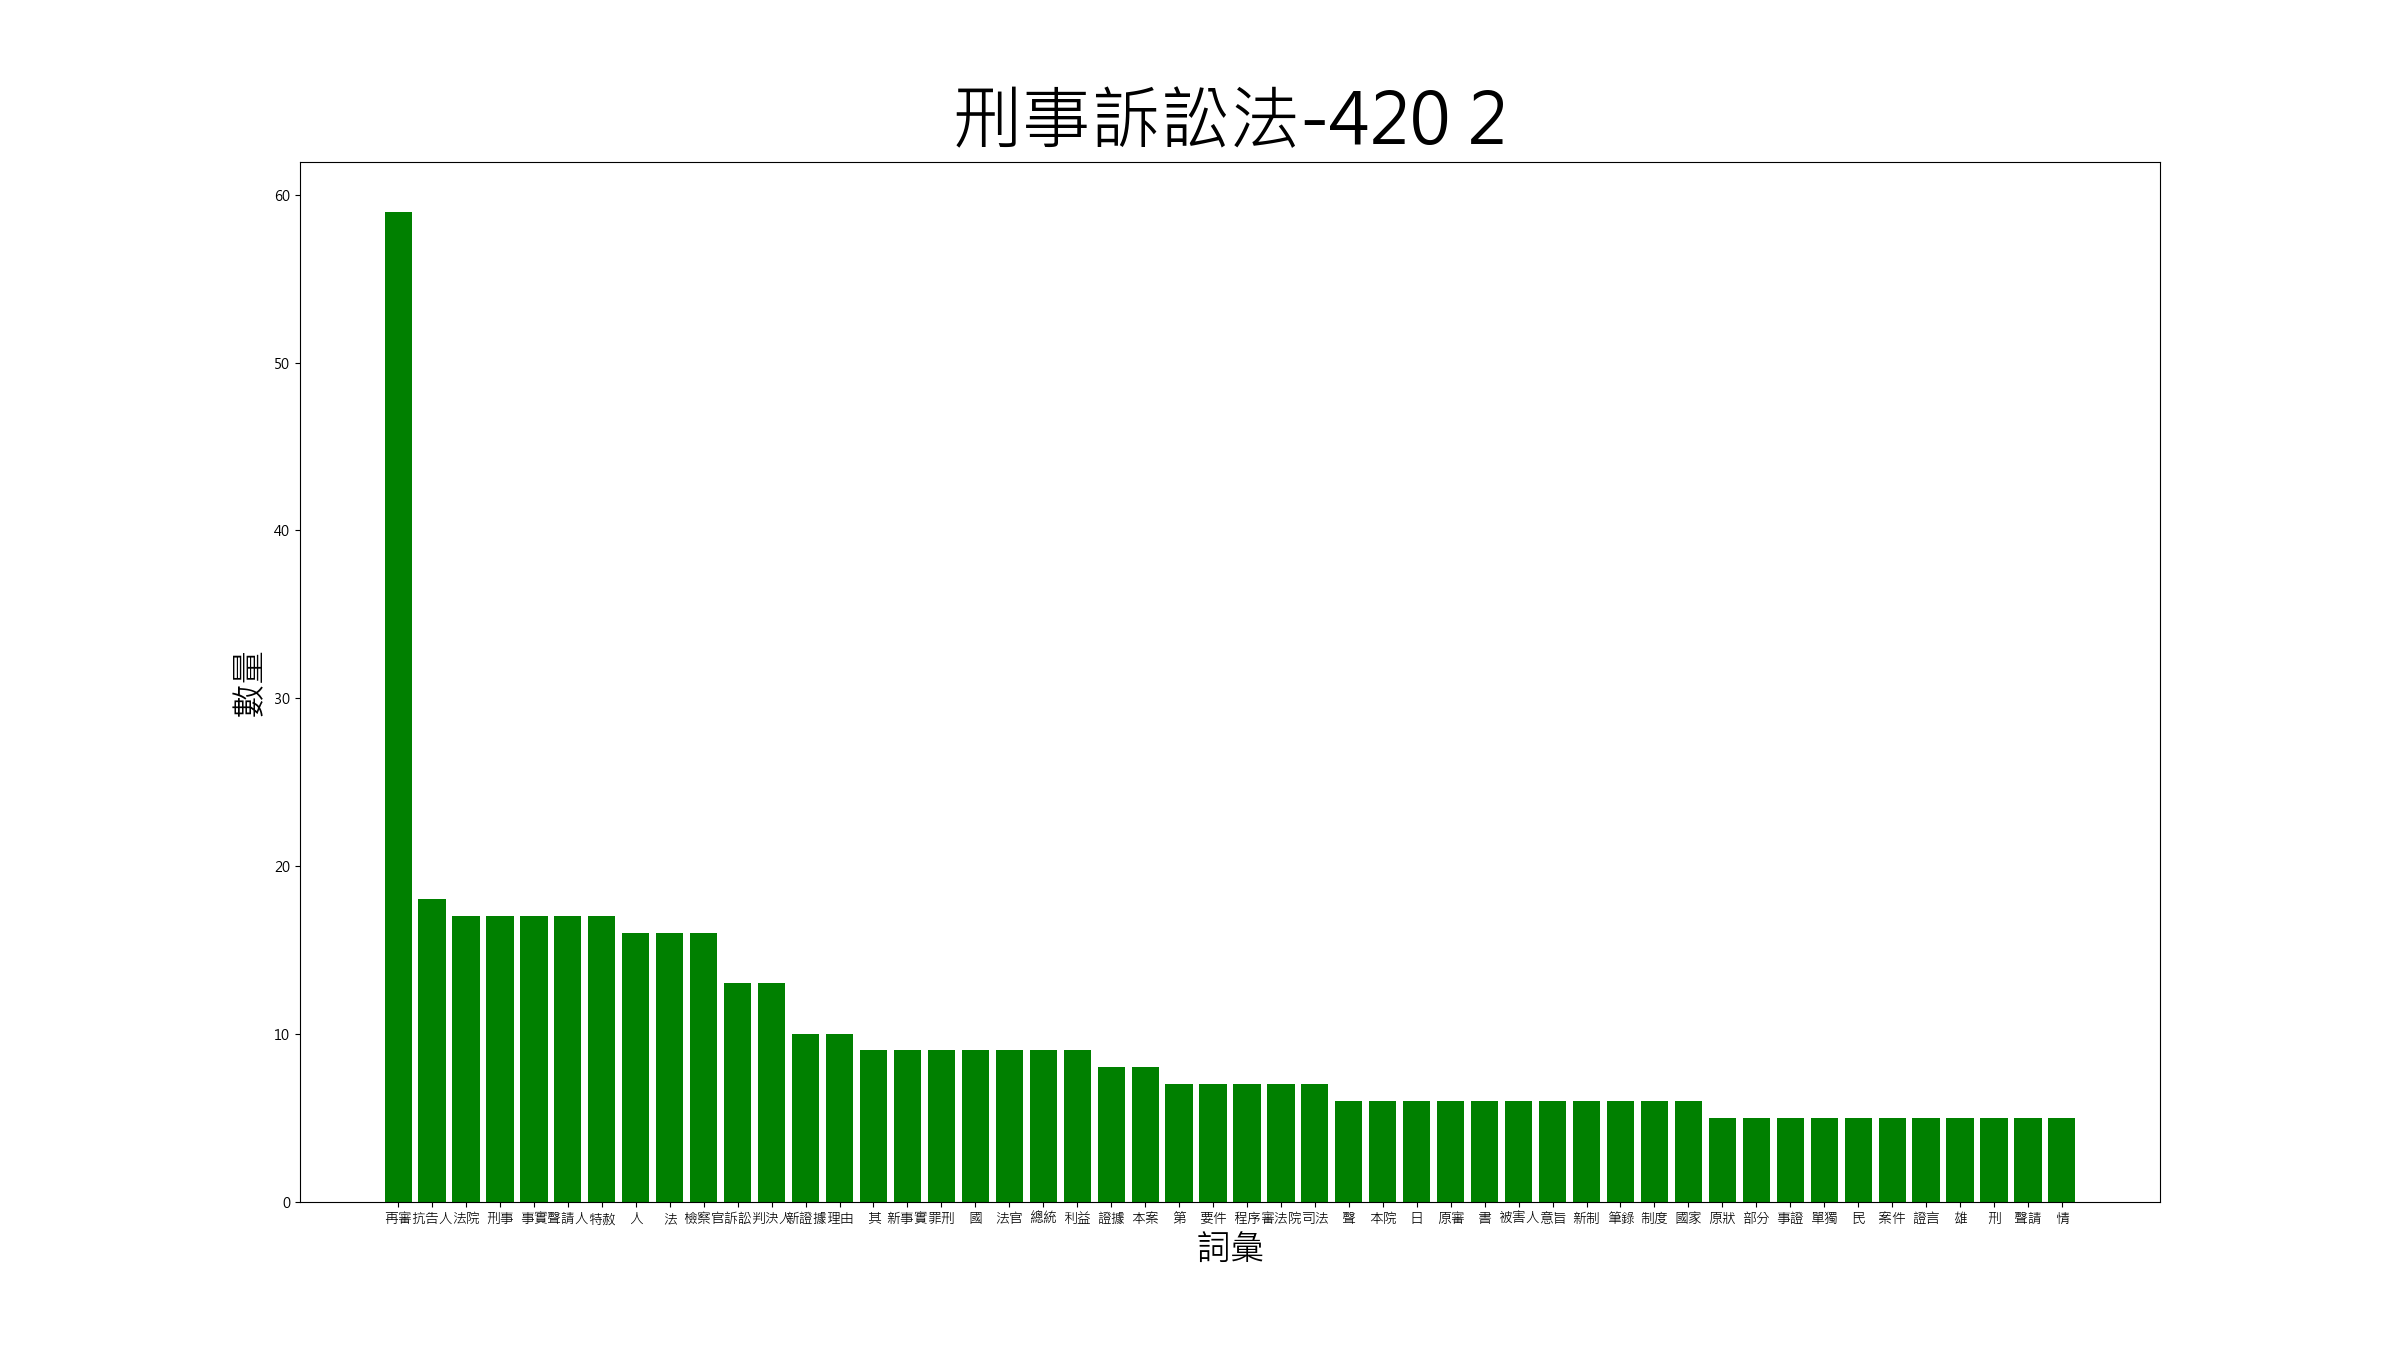 刑事訴訟法-420 2
60
50
40
30
20
10
0
數量
再審 抗告人 法院 刑事 事實 聲請人 特赦 人 法 檢察官 訴訟 判決人 新證據 理由 其 新事實 罪刑 國 法官 總統 利益 證據 本案 第 要件 程序 審法院 司法 聲 本院 日 原審 書 被害人 意旨 新制 筆錄 制度 國家 原狀 部分 事證 單獨 民 案件 證言 雄 刑 聲請 情
詞彙